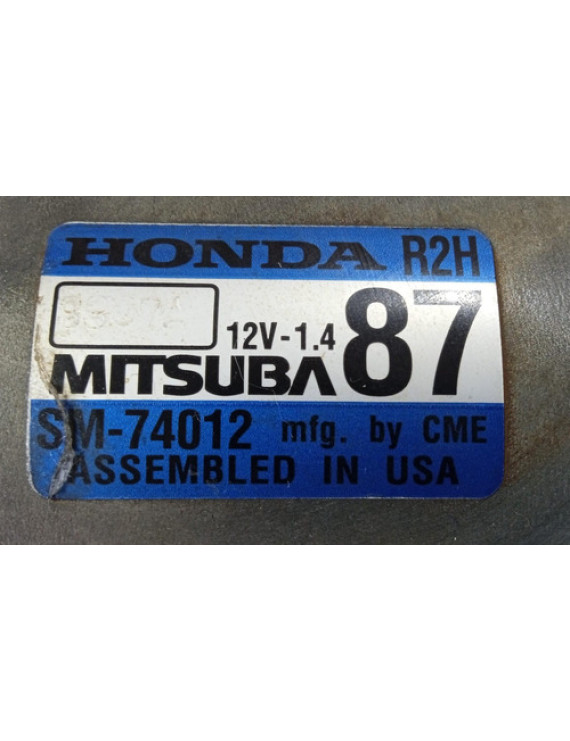 HONDA R2H
12V-1.4 87
MITSUBA
SM-74012 mfg. by CME
ASSEMBLED IN USA